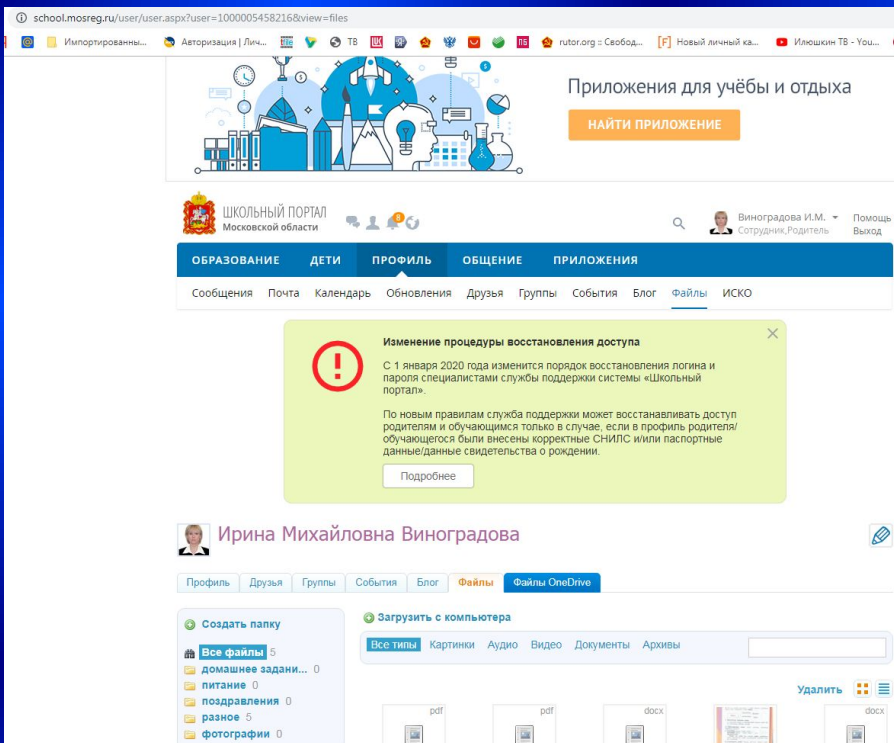 school.mosreg.ru/user/user.aspx?user=1000005458216&view=files
Импортированны... Авторизация | Лич... ТВ rutor.org :: Свобод... [F] Новый личный ка... Илюшкин ТВ - You...
Приложения для учёбы и отдыха
НАЙТИ ПРИЛОЖЕНИЕ
ШКОЛЬНЫЙ ПОРТАЛ
Московской области
8
Виноградова И.М.
Сотрудник,Родитель
Помощь
Выход
ОБРАЗОВАНИЕ ДЕТИ ПРОФИЛЬ ОБЩЕНИЕ ПРИЛОЖЕНИЯ
Сообщения Почта Календарь Обновления Друзья Группы События Блог Файлы ИСКО
Изменение процедуры восстановления доступа
С 1 января 2020 года изменится порядок восстановления логина и
пароля специалистами службы поддержки системы «Школьный
портал».
По новым правилам служба поддержки может восстанавливать доступ
родителям и обучающимся только в случае, если в профиль родителя/
обучающегося были внесены корректные СНИЛС и/или паспортные
данные/данные свидетельства о рождении.
Подробнее
Ирина Михайловна Виноградова
Профиль Друзья Группы События Блог Файлы Файлы OneDrive
Создать папку
Все файлы 5
домашнее задани... 0
питание 0
поздравления 0
разное 5
фотографии 0
Загрузить с компьютера
Все типы Картинки Аудио Видео Документы Архивы
Удалить
pdf pdf docx docx